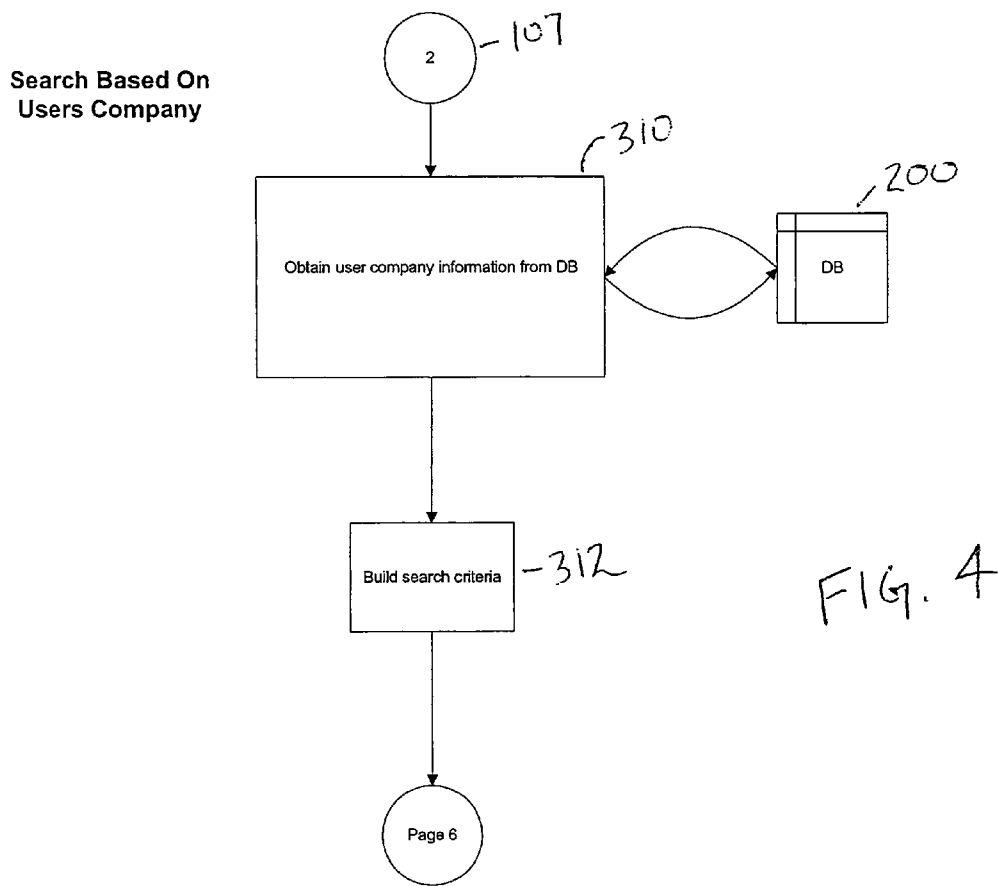 2
-107
Search Based On
Users Company
310
200
Obtain user company information from DB
DB
Build search criteria
-312
FIG. 4
Page 6